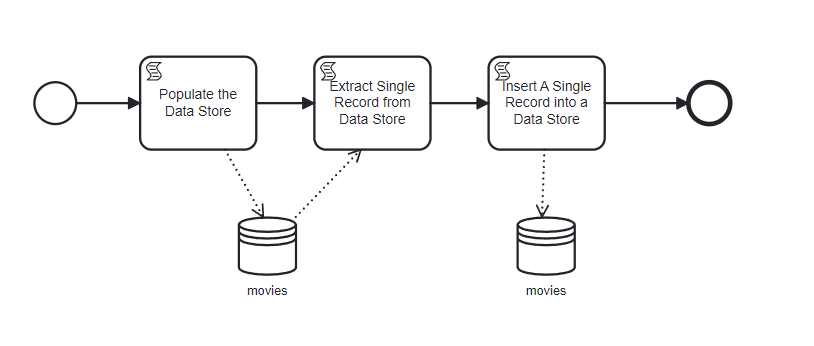 Populate the
Data Store
Extract Single
Record from
Data Store
Insert A Single
Record into a
Data Store
movies
movies